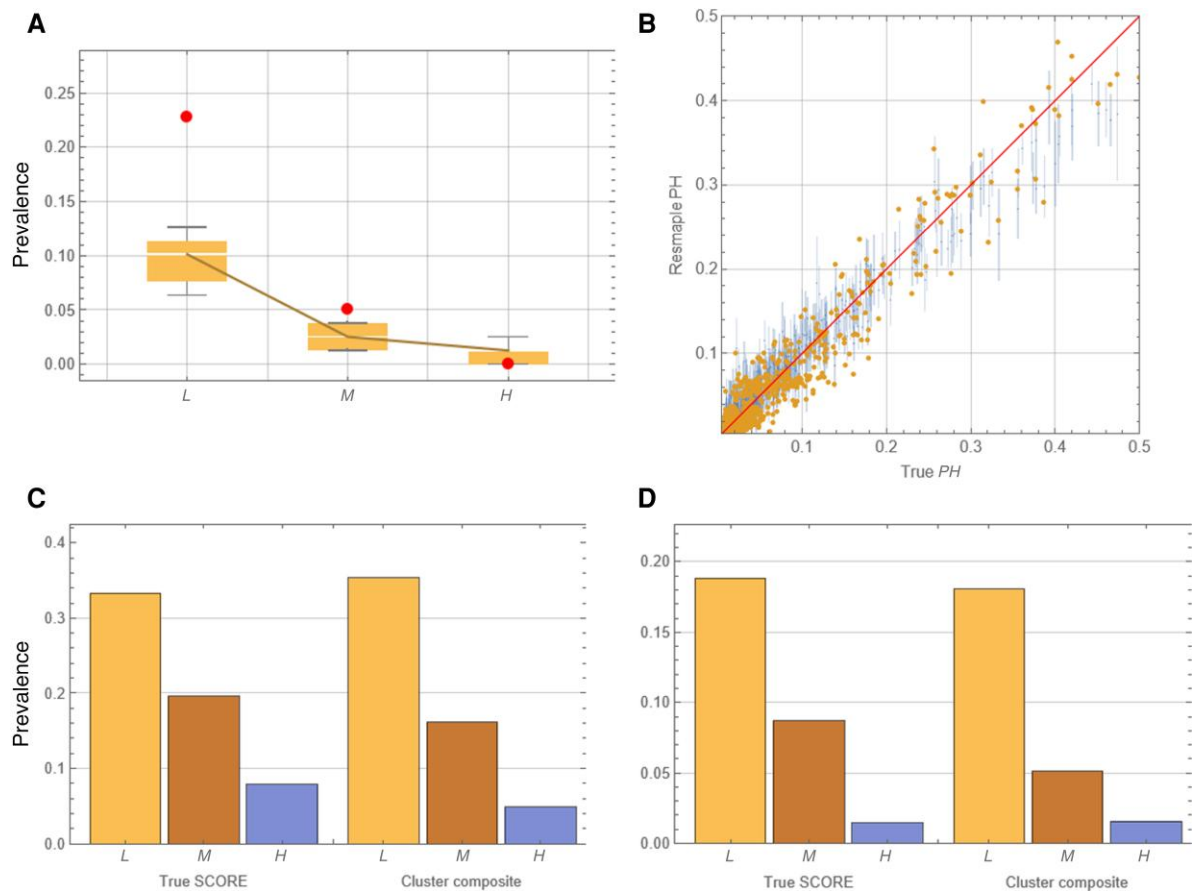 A
B
Prevalence
0.25
0.20
0.15
0.10
0.05
0.00
L M H
Resmaple PH
0.5
0.4
0.3
0.2
0.1
0.1 0.2 0.3 0.4 0.5
True PH
C
D
Prevalence
0.4
0.3
0.2
0.1
0.0
L M H L M H
True SCORE Cluster composite
0.20
0.15
0.10
0.05
0.00
L M H L M H
True SCORE Cluster composite